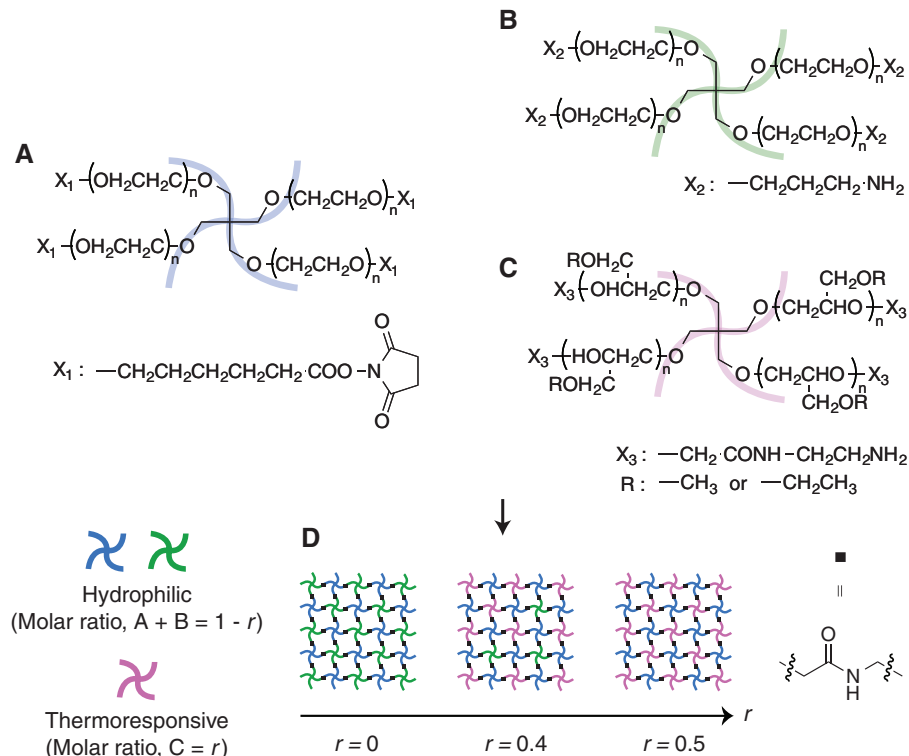 A
X₁–(OH₂CH₂C)ₙ–O
O–(CH₂CH₂O)ₙ–X₁
X₁–(OH₂CH₂C)ₙ–O
O–(CH₂CH₂O)ₙ–X₁
X₁ : —CH₂CH₂CH₂CH₂CH₂·COO–N
O
O
B
X₂–(OH₂CH₂C)ₙ–O
O–(CH₂CH₂O)ₙ–X₂
X₂–(OH₂CH₂C)ₙ–O
O–(CH₂CH₂O)ₙ–X₂
X₂ : —CH₂CH₂CH₂·NH₂
C
ROH₂C
X₃–(OHCH₂C)ₙ–O
CH₂OR
O–(CH₂CHO)ₙ–X₃
X₃–(HOCH₂C)ₙ–O
ROH₂C
O–(CH₂CHO)ₙ–X₃
CH₂OR
X₃ : —CH₂·CONH–CH₂CH₂NH₂
R : —CH₃ or —CH₂CH₃
Hydrophilic
(Molar ratio, A + B = 1 - r)
Thermoresponsive
(Molar ratio, C = r)
D
r
r = 0
r = 0.4
r = 0.5
=
O
N
H